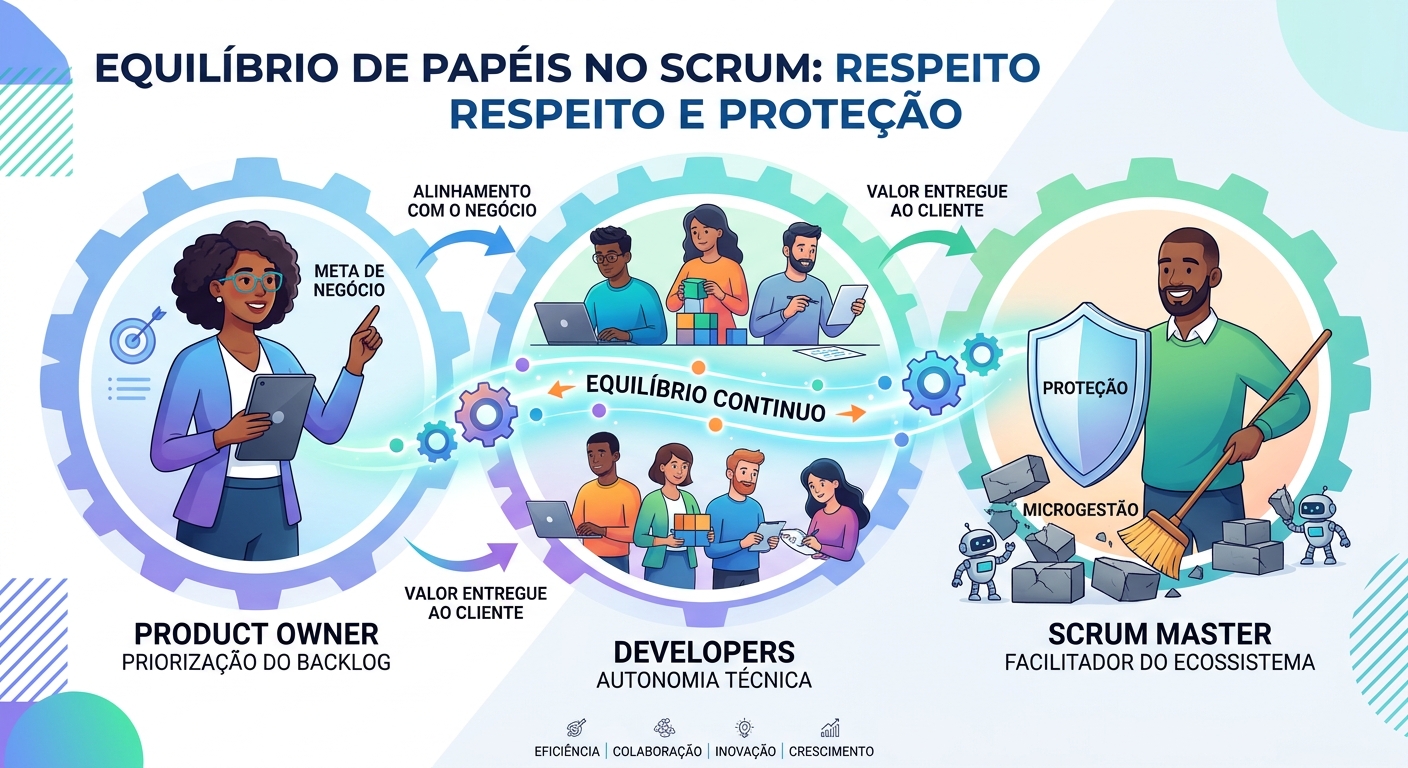 EQUILÍBRIO DE PAPÉIS NO SCRUM: RESPEITO
RESPEITO E PROTEÇÃO
META DE
NEGÓCIO
ALINHAMENTO
COM O NEGÓCIO
VALOR ENTREGUE
AO CLIENTE
EQUILÍBRIO CONTINUO
PROTEÇÃO
MICROGESTÃO
VALOR ENTREGUE
AO CLIENTE
PRODUCT OWNER
PRIORIZAÇÃO DO BACKLOG
DEVELOPERS
AUTONOMIA TÉCNICA
SCRUM MASTER
FACILITADOR DO ECOSSISTEMA
EFICIÊNCIA | COLABORAÇÃO | INOVAÇÃO | CRESCIMENTO